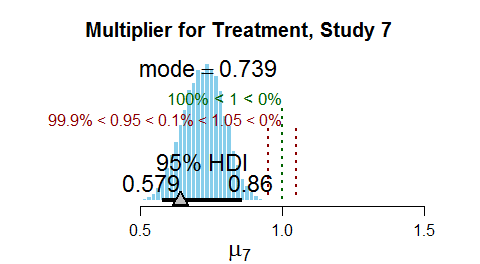 Multiplier for Treatment, Study 7
mode = 0.739
100% < 1 < 0%
99.9% < 0.95 < 0.1% < 1.05 < 0%
95% HDI
0.579 0.86
0.5 1.0 1.5
μ7